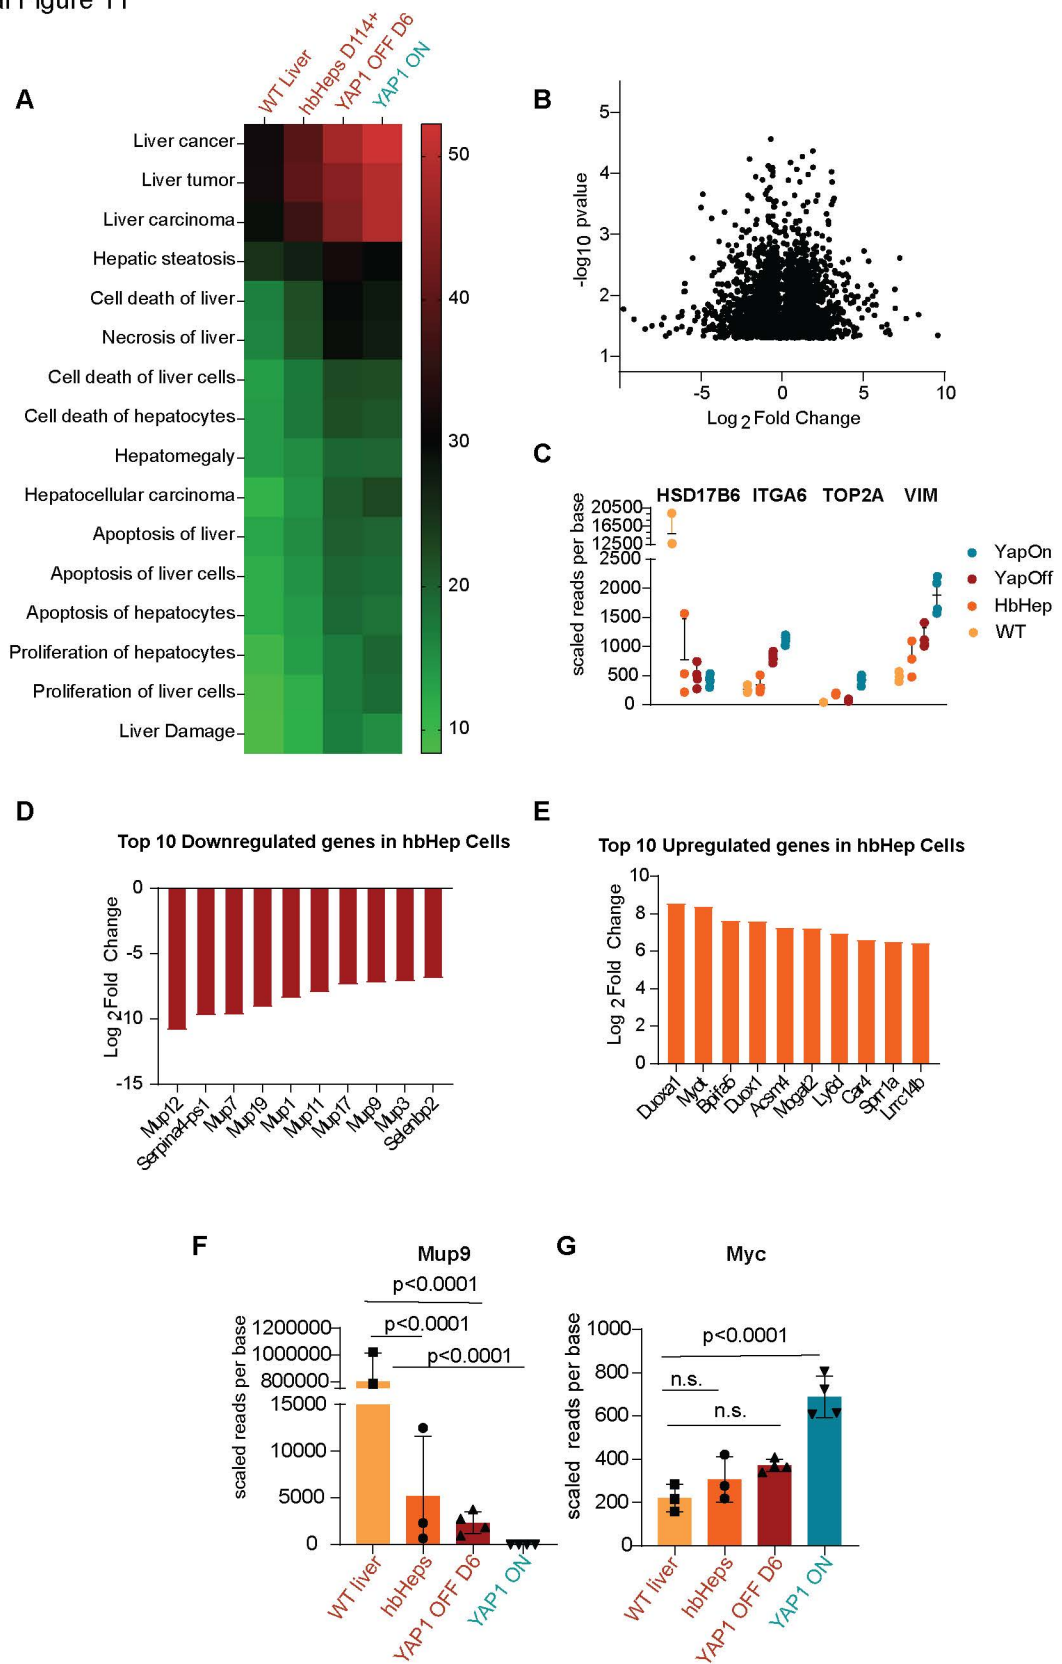 Figure 11
A
WT Liver
hbHeps D114+
YAP1 OFF D6
YAP1 ON
Liver cancer
Liver tumor
Liver carcinoma
Hepatic steatosis
Cell death of liver
Necrosis of liver
Cell death of liver cells
Cell death of hepatocytes
Hepatomegaly
Hepatocellular carcinoma
Apoptosis of liver
Apoptosis of liver cells
Apoptosis of hepatocytes
Proliferation of hepatocytes
Proliferation of liver cells
Liver Damage
50
40
30
20
10
B
-log10 pvalue
5
4
3
2
1
-5
0
5
10
Log 2 Fold Change
C
scaled reads per base
HSD17B6 ITGA6 TOP2A VIM
20500
16500
12500
2500
2000
1500
1000
500
0
YapOn
YapOff
HbHep
WT
D
Top 10 Downregulated genes in hbHep Cells
Log 2 Fold Change
0
-5
-10
-15
Mup12
Serpina4-ps1
Mup7
Mup19
Mup1
Mup11
Mup17
Mup9
Mup3
Selenbp2
E
Top 10 Upregulated genes in hbHep Cells
Log 2 Fold Change
10
8
6
4
2
0
Duoxa1
Myot
Bpifa5
Duox1
Acsm4
Mogat2
Ly6d
Car4
Sprr1a
Lrrc14b
F
Mup9
p<0.0001
p<0.0001
p<0.0001
scaled reads per base
1200000
1000000
800000
15000
10000
5000
0
WT liver
hbHeps
YAP1 OFF D6
YAP1 ON
G
Myc
p<0.0001
n.s.
n.s.
scaled reads per base
1000
800
600
400
200
0
WT liver
hbHeps
YAP1 OFF D6
YAP1 ON